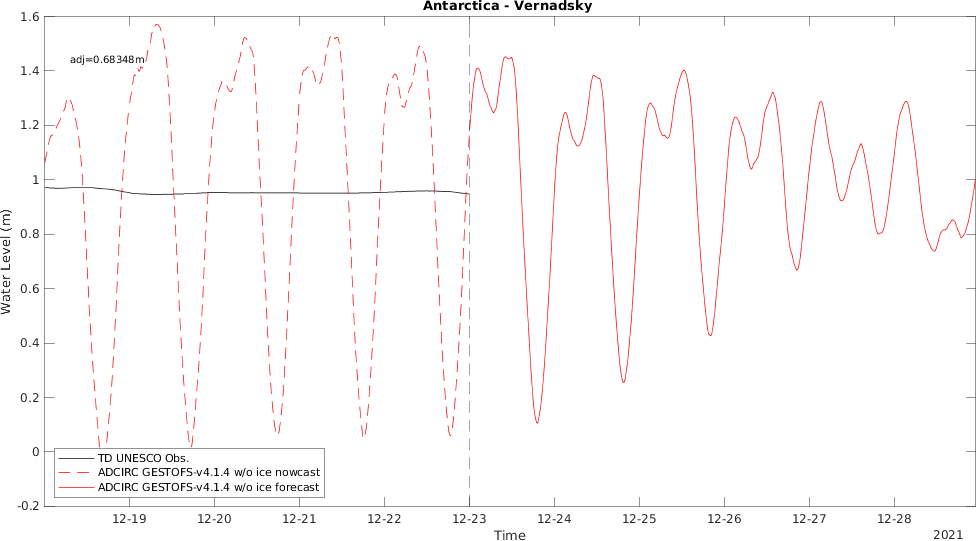 Antarctica - Vernadsky
1.6
1.4
1.2
1
0.8
0.6
0.4
0.2
0
-0.2
Water Level (m)
adj=0.68348m
TD UNESCO Obs.
ADCIRC GESTOFS-v4.1.4 w/o ice nowcast
ADCIRC GESTOFS-v4.1.4 w/o ice forecast
12-19 12-20 12-21 12-22 12-23 12-24 12-25 12-26 12-27 12-28
Time
2021